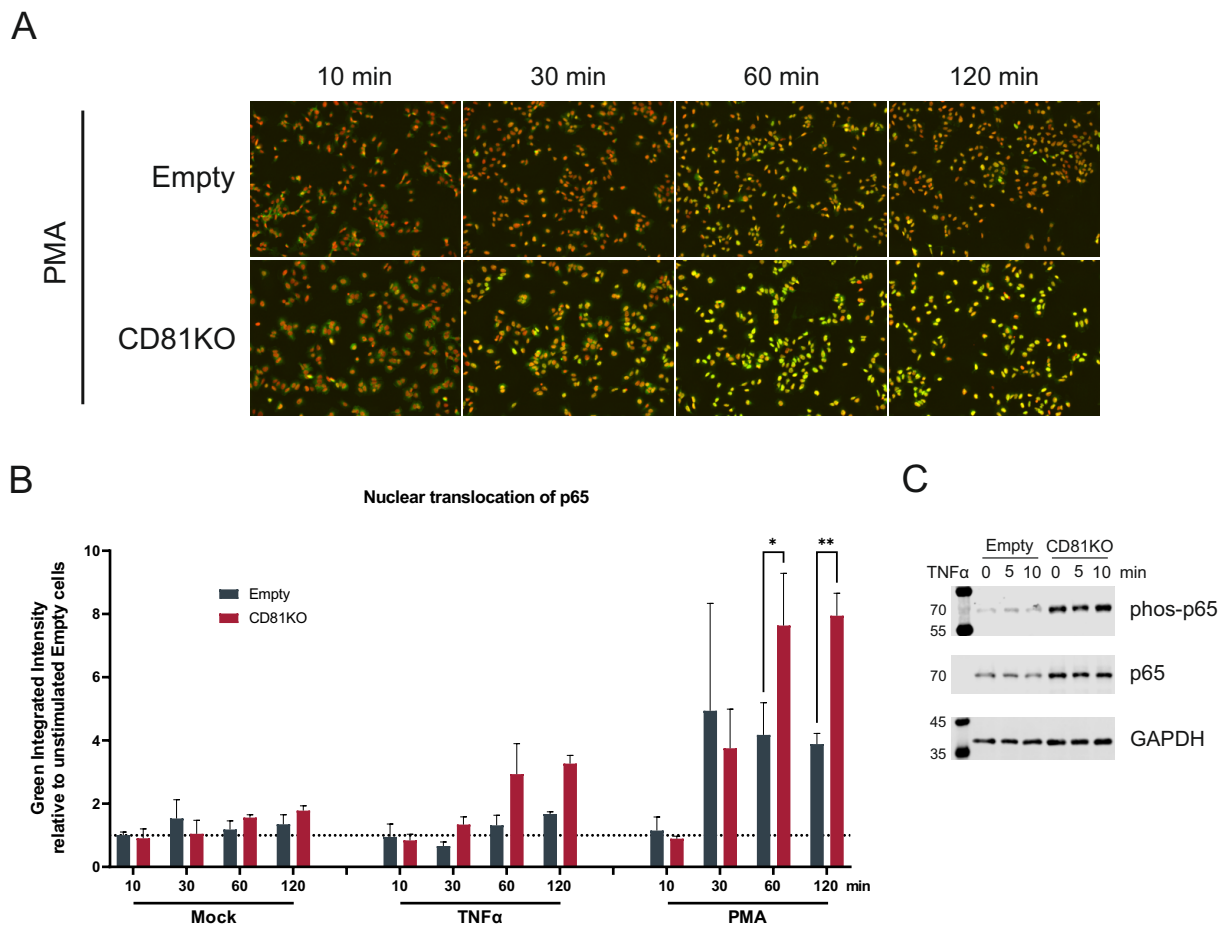 A
10 min 30 min 60 min 120 min
PMA
Empty
CD81KO
B
Nuclear translocation of p65
Green Integrated Intensity
relative to unstimulated Empty cells
10
8
6
4
2
0
Empty
CD81KO
* **
10 30 60 120 10 30 60 120 10 30 60 120 min
Mock TNFα PMA
C
Empty CD81KO
TNFα 0 5 10 0 5 10 min
70
55
phos-p65
70
p65
45
35
GAPDH